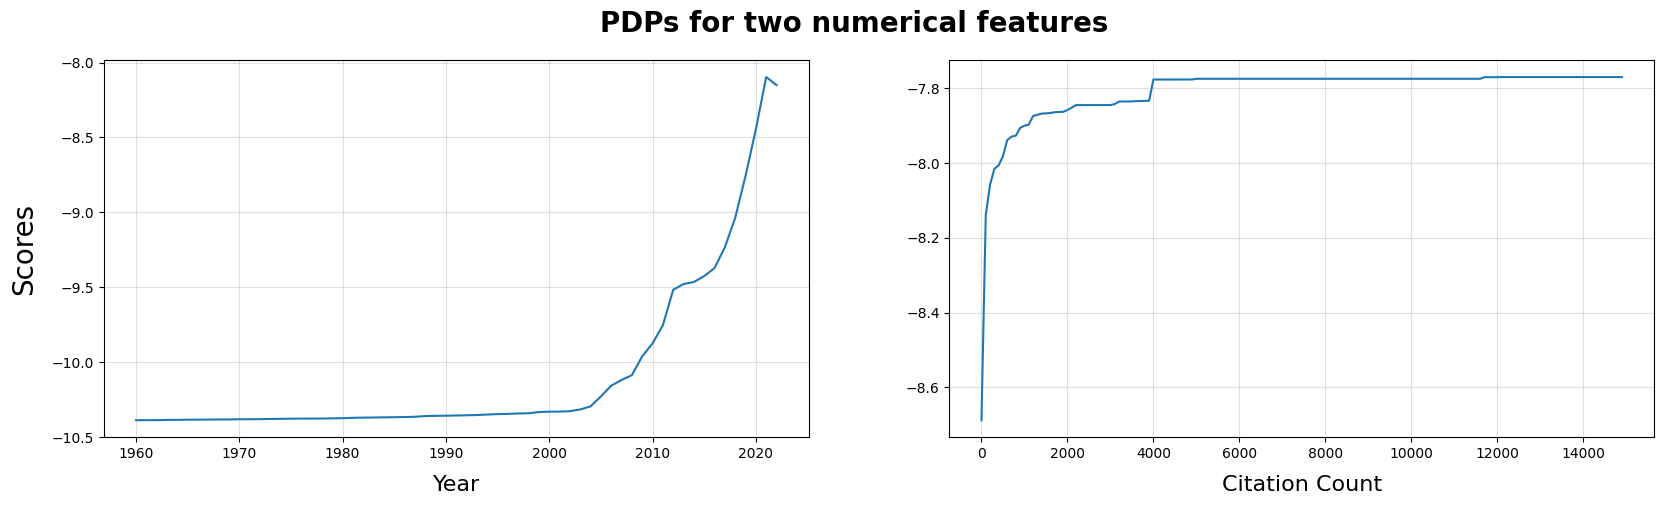 PDPs for two numerical features
Scores
−8.0
−8.5
−9.0
−9.5
−10.0
−10.5
1960 1970 1980 1990 2000 2010 2020
Year
−7.8
−8.0
−8.2
−8.4
−8.6
0 2000 4000 6000 8000 10000 12000 14000
Citation Count